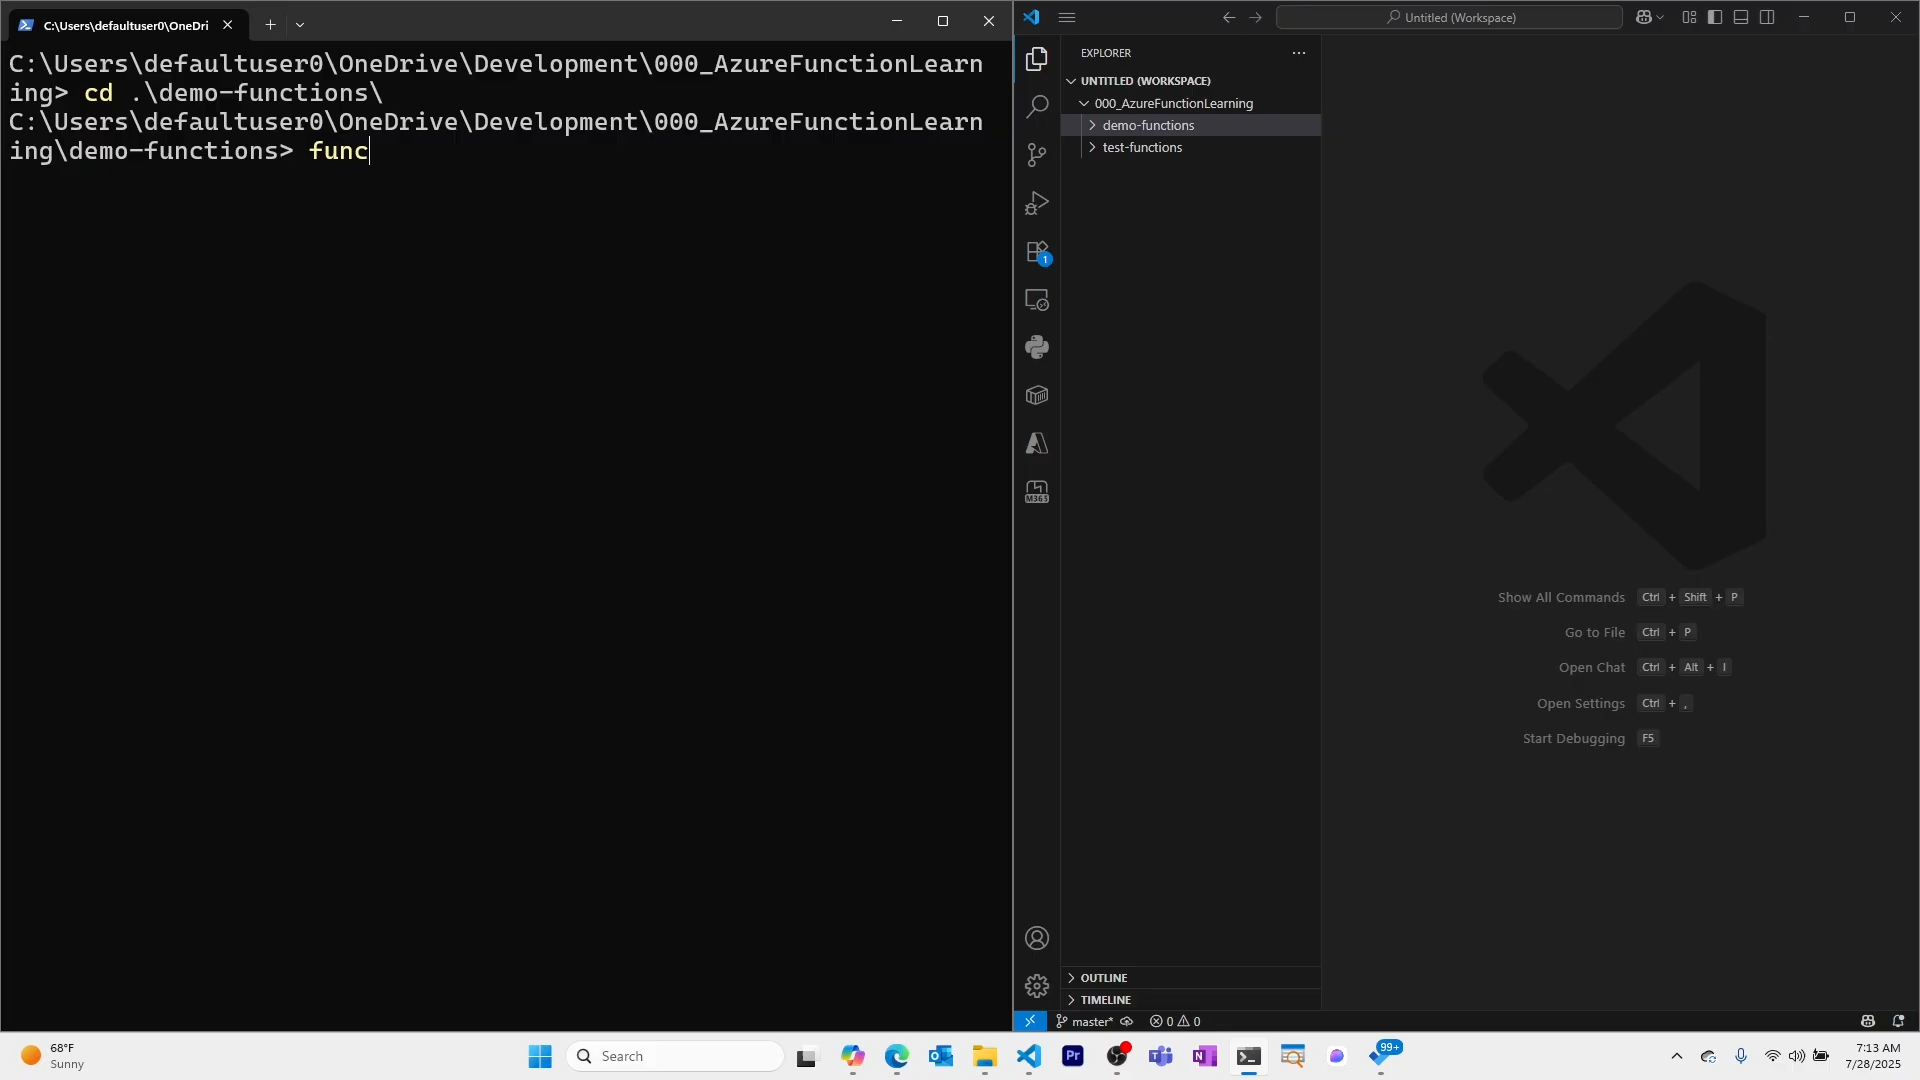 C:\Users\defaultuser0\OneDri
C:\Users\defaultuser0\OneDrive\Development\000_AzureFunctionLearn
ing> cd .\demo-functions\
C:\Users\defaultuser0\OneDrive\Development\000_AzureFunctionLearn
ing\demo-functions> func
Untitled (Workspace)
EXPLORER
UNTITLED (WORKSPACE)
000_AzureFunctionLearning
demo-functions
test-functions
1
M365
Show All Commands Ctrl + Shift + P
Go to File Ctrl + P
Open Chat Ctrl + Alt + I
Open Settings Ctrl + ,
Start Debugging F5
OUTLINE
TIMELINE
master* 0 0
68°F
Sunny
Search
Pr
99+
7:13 AM
7/28/2025